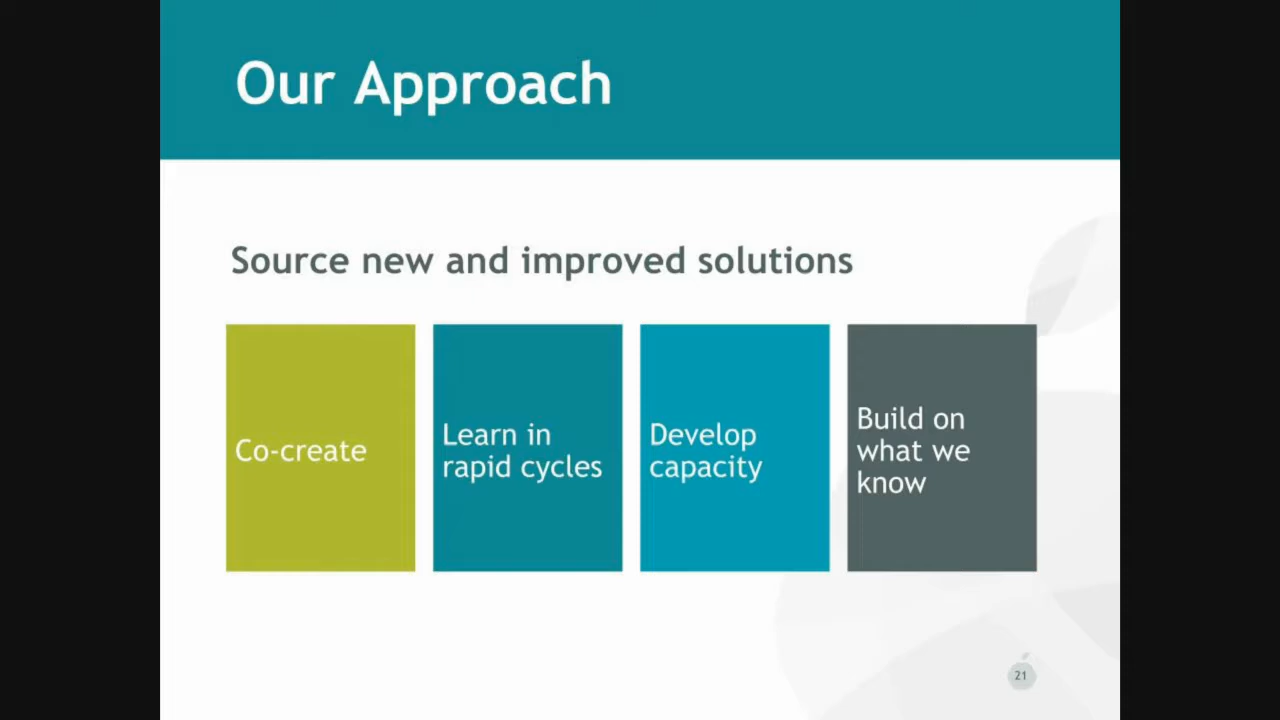 Our Approach
Source new and improved solutions
Co-create
Learn in
rapid cycles
Develop
capacity
Build on
what we
know
21